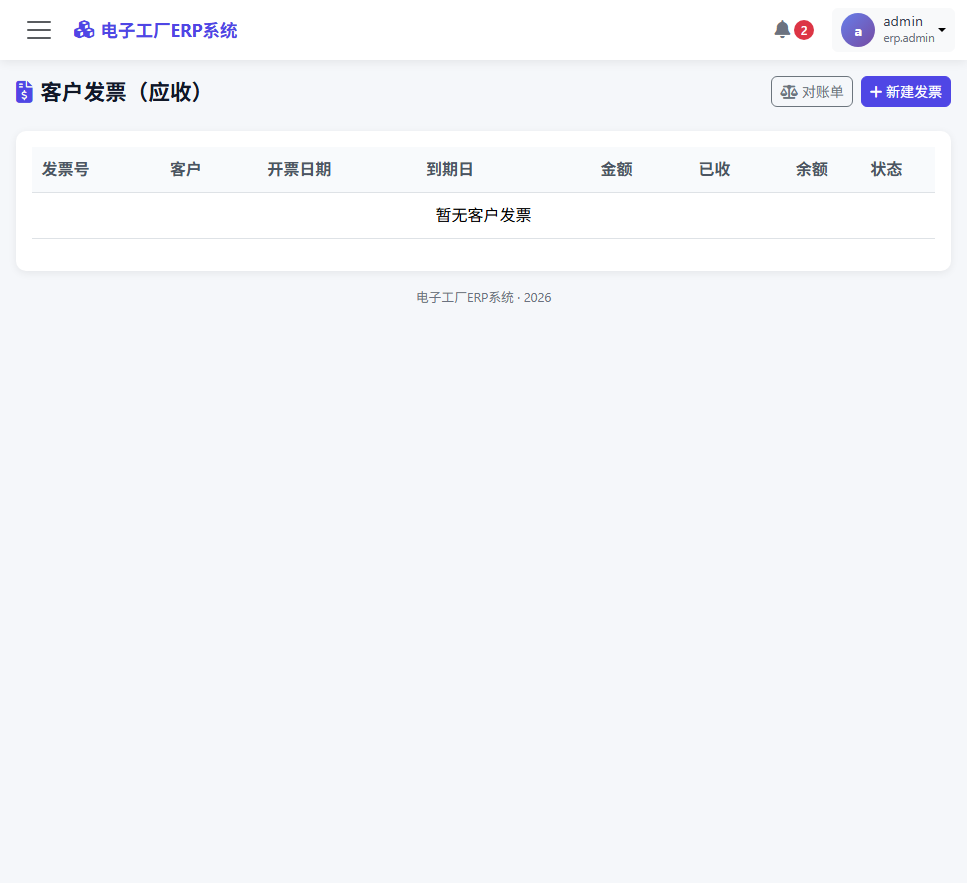 电子工厂ERP系统
2
a
admin
erp.admin
客户发票（应收）
对账单
新建发票
发票号 客户 开票日期 到期日 金额 已收 余额 状态
暂无客户发票
电子工厂ERP系统 · 2026